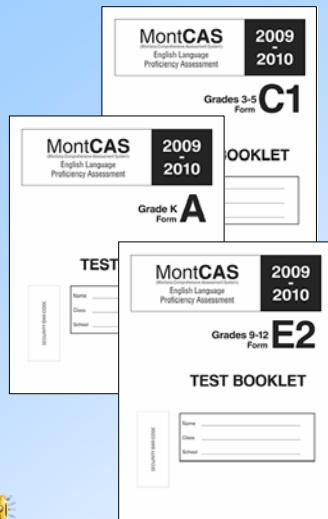 MontCAS
(Montana Comprehensive Assessment System)
English Language
Proficiency Assessment
2009
-
2010
Grades 3-5
Form C1
BOOKLET
MontCAS
(Montana Comprehensive Assessment System)
English Language
Proficiency Assessment
2009
-
2010
Grade K
Form A
TEST
SECURITY BAR CODE
Name
Class
School
MontCAS
(Montana Comprehensive Assessment System)
English Language
Proficiency Assessment
2009
-
2010
Grades 9-12
Form E2
TEST BOOKLET
SECURITY BAR CODE
Name
Class
School